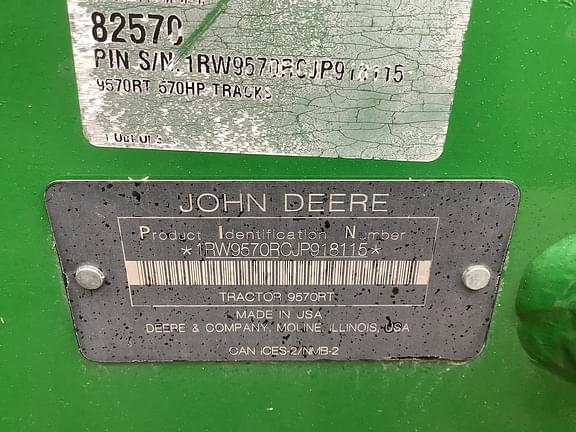 82570
PIN S/N.1RW9570RCJP918115
9570RT 570HP TRACKS
JOHN DEERE
Product Identification Number
*1RW9570RCJP918115*
TRACTOR 9570RT
MADE IN USA
DEERE & COMPANY, MOLINE, ILLINOIS, USA
CAN ICES-2/NMB-2